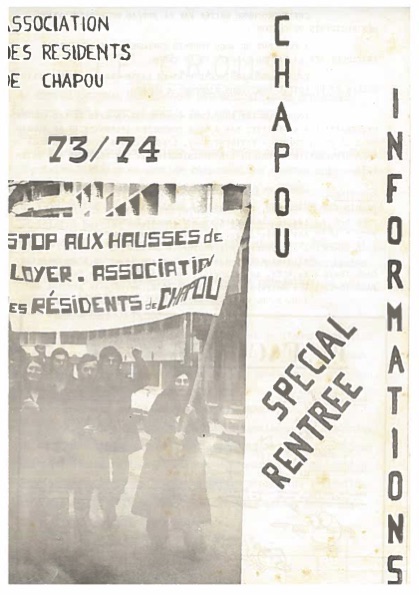 ASSOCIATION
DES RESIDENTS
DE CHAPOU
73/74
CHAPOU
INFORMATIONS
STOP AUX HAUSSES de
LOYER. ASSOCIATION
des RÉSIDENTS de CHAPOU
SPECIAL
RENTREE